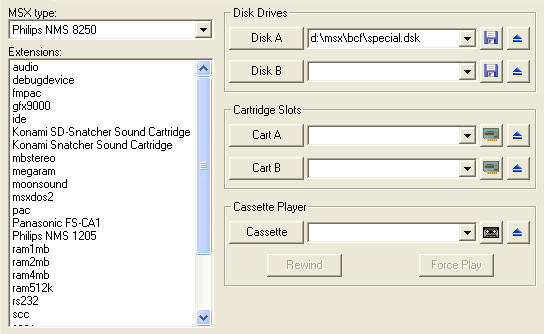 MSX type:
Philips NMS 8250
Extensions:
audio
debugdevice
fmpac
gfx9000
ide
Konami SD-Snatcher Sound Cartridge
Konami Snatcher Sound Cartridge
mbstereo
megaram
moonsound
msxdos2
pac
Panasonic FS-CA1
Philips NMS 1205
ram1mb
ram2mb
ram4mb
ram512k
rs232
scc
Disk Drives
Disk A
d:\msx\bcf\special.dsk
Disk B
Cartridge Slots
Cart A
Cart B
Cassette Player
Cassette
Rewind
Force Play